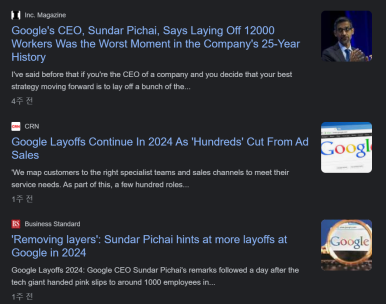 Inc. Magazine
Google's CEO, Sundar Pichai, Says Laying Off 12000
Workers Was the Worst Moment in the Company's 25-Year
History
I've said before that if you're the CEO of a company and you decide that your best
strategy moving forward is to lay off a bunch of the...
4주 전
CRN
CRN
Google Layoffs Continue In 2024 As 'Hundreds' Cut From Ad
Sales
'We map customers to the right specialist teams and sales channels to meet their
service needs. As part of this, a few hundred roles...
1주 전
Googl
BS
Business Standard
'Removing layers': Sundar Pichai hints at more layoffs at
Google in 2024
Google Layoffs 2024: Google CEO Sundar Pichai's remarks followed a day after the
tech giant handed pink slips to around 1000 employees in...
1주 전
Google